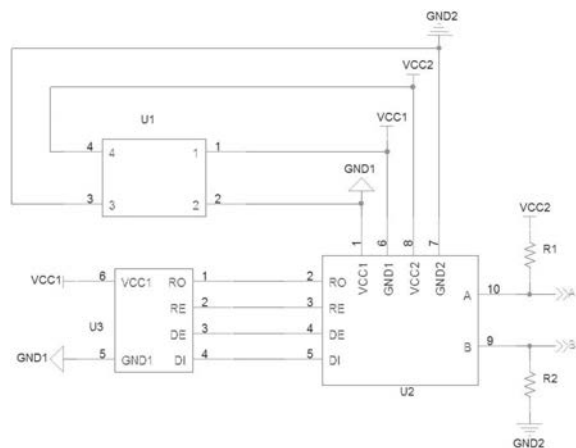 GND2
VCC2
U1
VCC1
4 4 1 1
GND1
3 3 2 2
VCC2
1 6 8 7
VCC1 GND1 VCC2 GND2
R1
VCC1 6 VCC1 RO 1 2 RO
A 10 A
RE 2 3 RE
U3
DE 3 4 DE
B 9 B
GND1 5 GND1 DI 4 5 DI
R2
U2
GND2